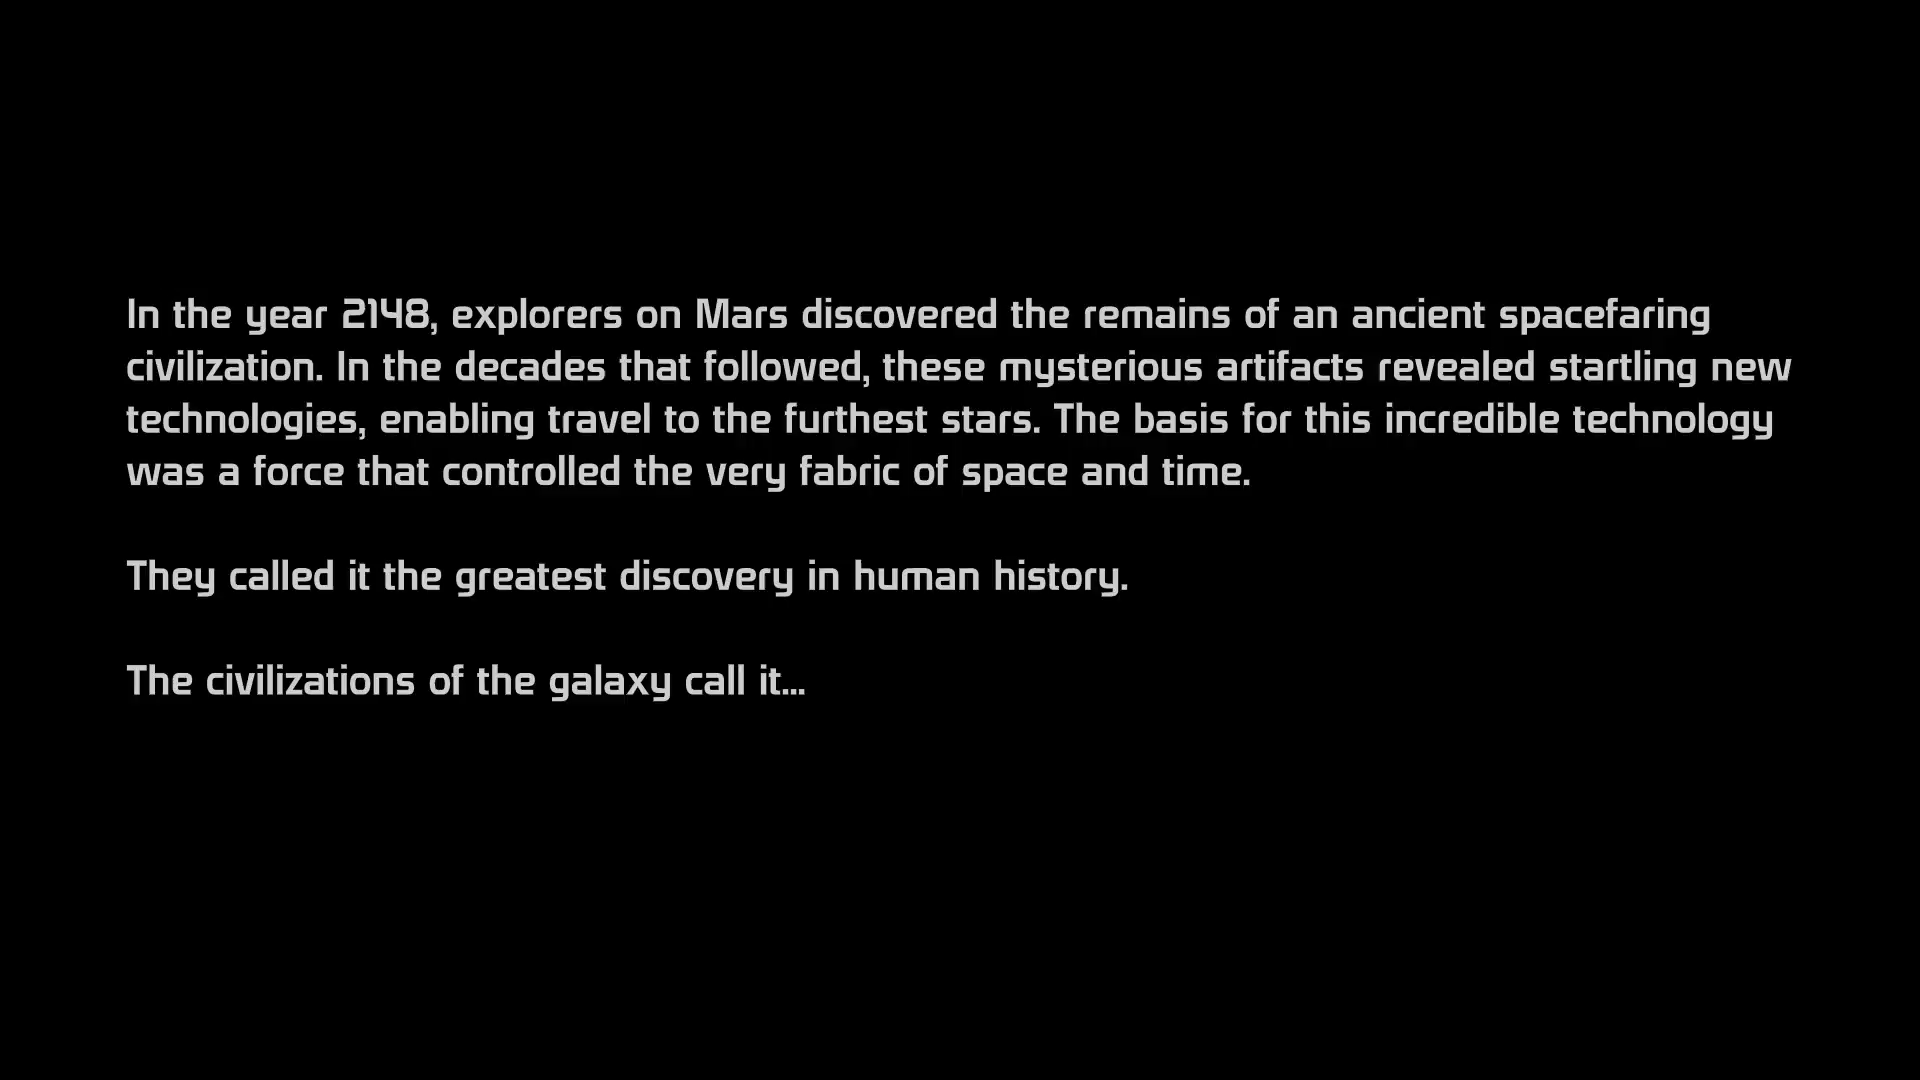 In the year 2148, explorers on Mars discovered the remains of an ancient spacefaring
civilization. In the decades that followed, these mysterious artifacts revealed startling new
technologies, enabling travel to the furthest stars. The basis for this incredible technology
was a force that controlled the very fabric of space and time.
They called it the greatest discovery in human history.
The civilizations of the galaxy call it...